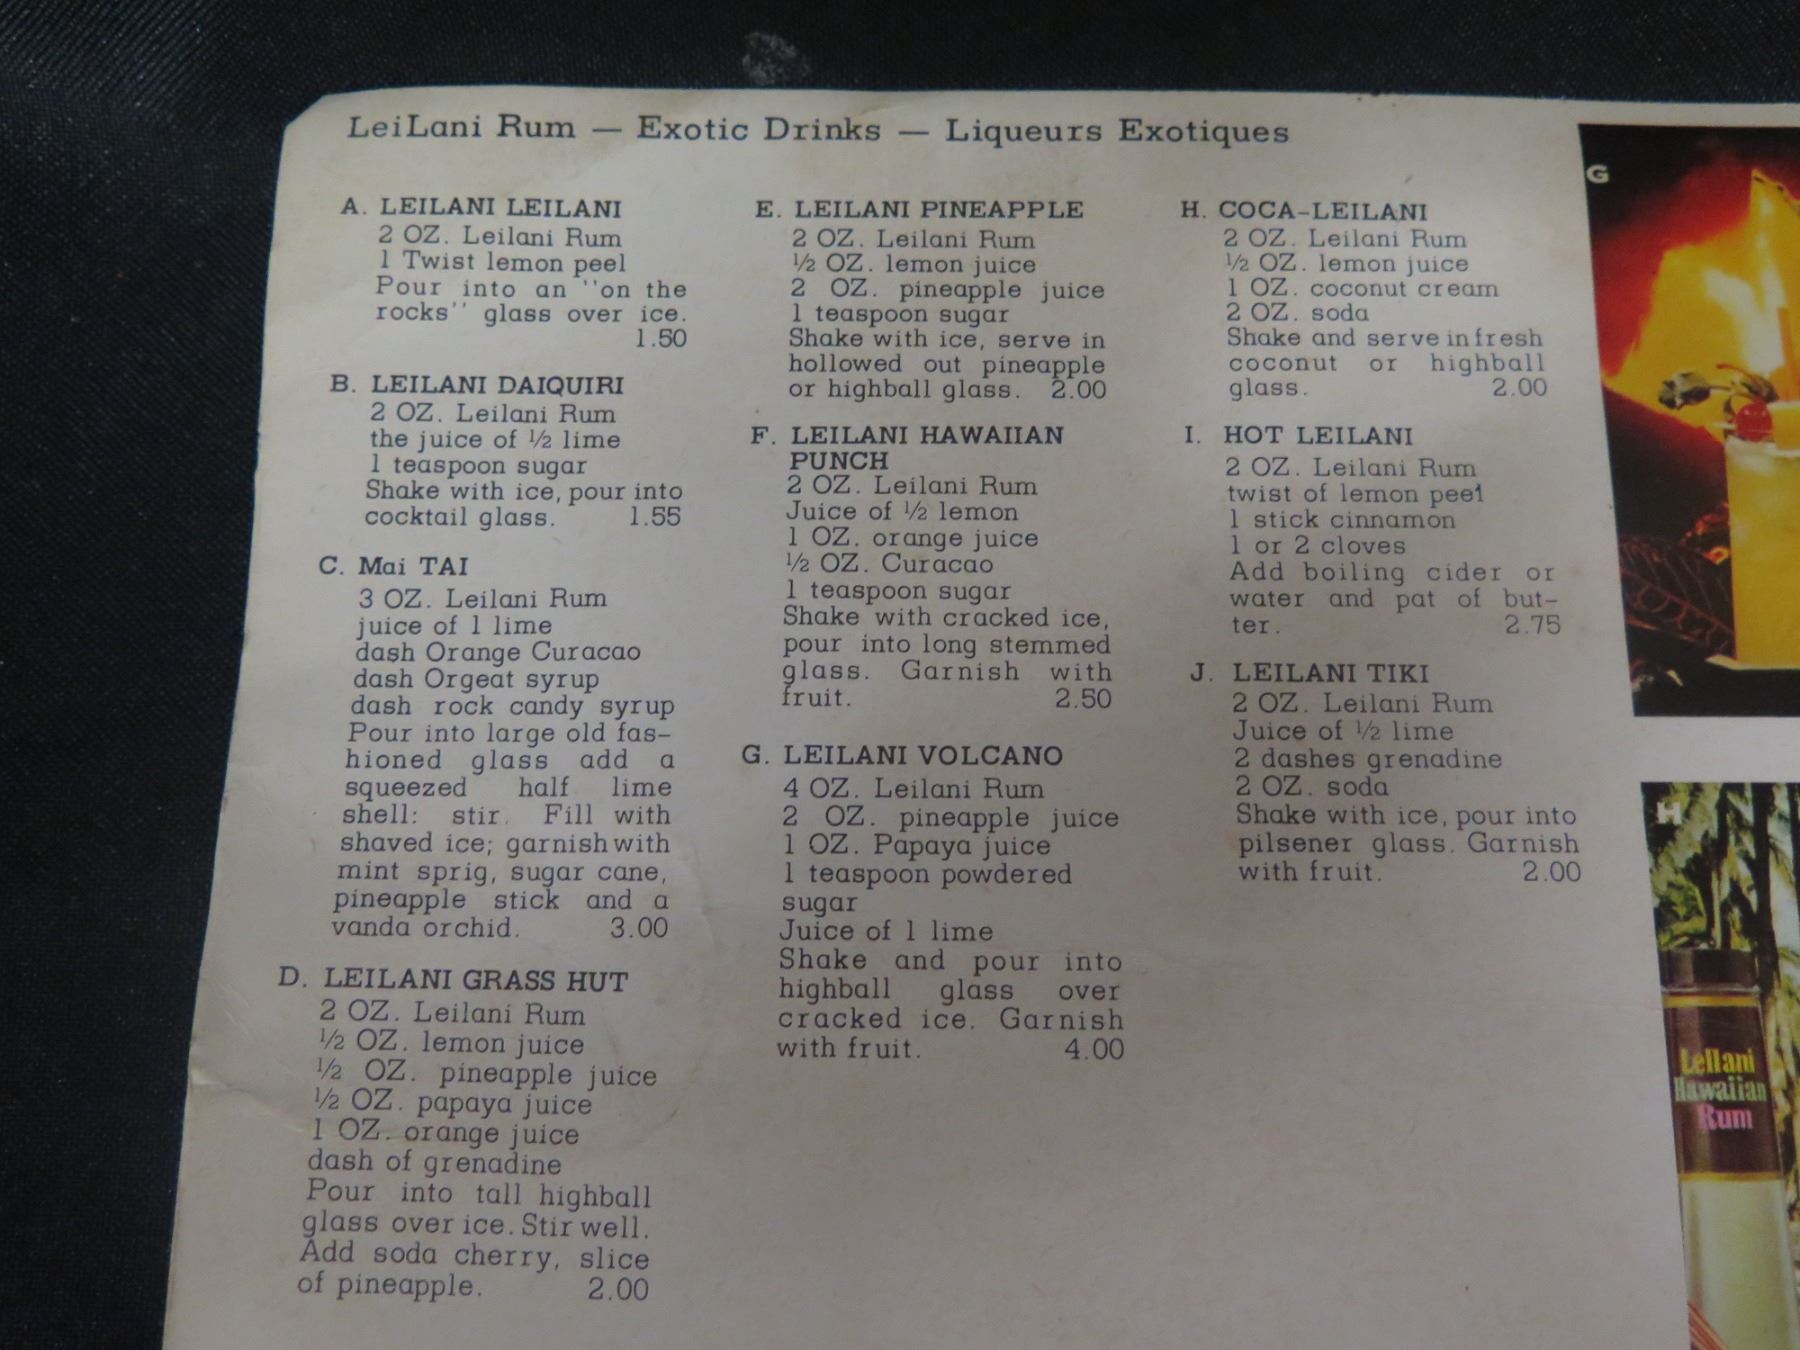 LeiLani Rum — Exotic Drinks — Liqueurs Exotiques
A. LEILANI LEILANI
2 OZ. Leilani Rum
1 Twist lemon peel
Pour into an "on the
rocks" glass over ice.
1.50
B. LEILANI DAIQUIRI
2 OZ. Leilani Rum
the juice of ½ lime
1 teaspoon sugar
Shake with ice, pour into
cocktail glass. 1.55
C. Mai TAI
3 OZ. Leilani Rum
juice of 1 lime
dash Orange Curacao
dash Orgeat syrup
dash rock candy syrup
Pour into large old fas-
hioned glass add a
squeezed half lime
shell: stir. Fill with
shaved ice; garnish with
mint sprig, sugar cane,
pineapple stick and a
vanda orchid. 3.00
D. LEILANI GRASS HUT
2 OZ. Leilani Rum
½ OZ. lemon juice
½ OZ. pineapple juice
½ OZ. papaya juice
1 OZ. orange juice
dash of grenadine
Pour into tall highball
glass over ice. Stir well.
Add soda cherry, slice
of pineapple. 2.00
E. LEILANI PINEAPPLE
2 OZ. Leilani Rum
½ OZ. lemon juice
2 OZ. pineapple juice
1 teaspoon sugar
Shake with ice, serve in
hollowed out pineapple
or highball glass. 2.00
F. LEILANI HAWAIIAN
PUNCH
2 OZ. Leilani Rum
Juice of ½ lemon
1 OZ. orange juice
½ OZ. Curacao
1 teaspoon sugar
Shake with cracked ice,
pour into long stemmed
glass. Garnish with
fruit. 2.50
G. LEILANI VOLCANO
4 OZ. Leilani Rum
2 OZ. pineapple juice
1 OZ. Papaya juice
1 teaspoon powdered
sugar
Juice of 1 lime
Shake and pour into
highball glass over
cracked ice. Garnish
with fruit. 4.00
H. COCA-LEILANI
2 OZ. Leilani Rum
½ OZ. lemon juice
1 OZ. coconut cream
2 OZ. soda
Shake and serve in fresh
coconut or highball
glass. 2.00
I. HOT LEILANI
2 OZ. Leilani Rum
twist of lemon peel
1 stick cinnamon
1 or 2 cloves
Add boiling cider or
water and pat of but-
ter. 2.75
J. LEILANI TIKI
2 OZ. Leilani Rum
Juice of ½ lime
2 dashes grenadine
2 OZ. soda
Shake with ice, pour into
pilsener glass. Garnish
with fruit. 2.00
G
H
Leilani
Hawaiian
Rum